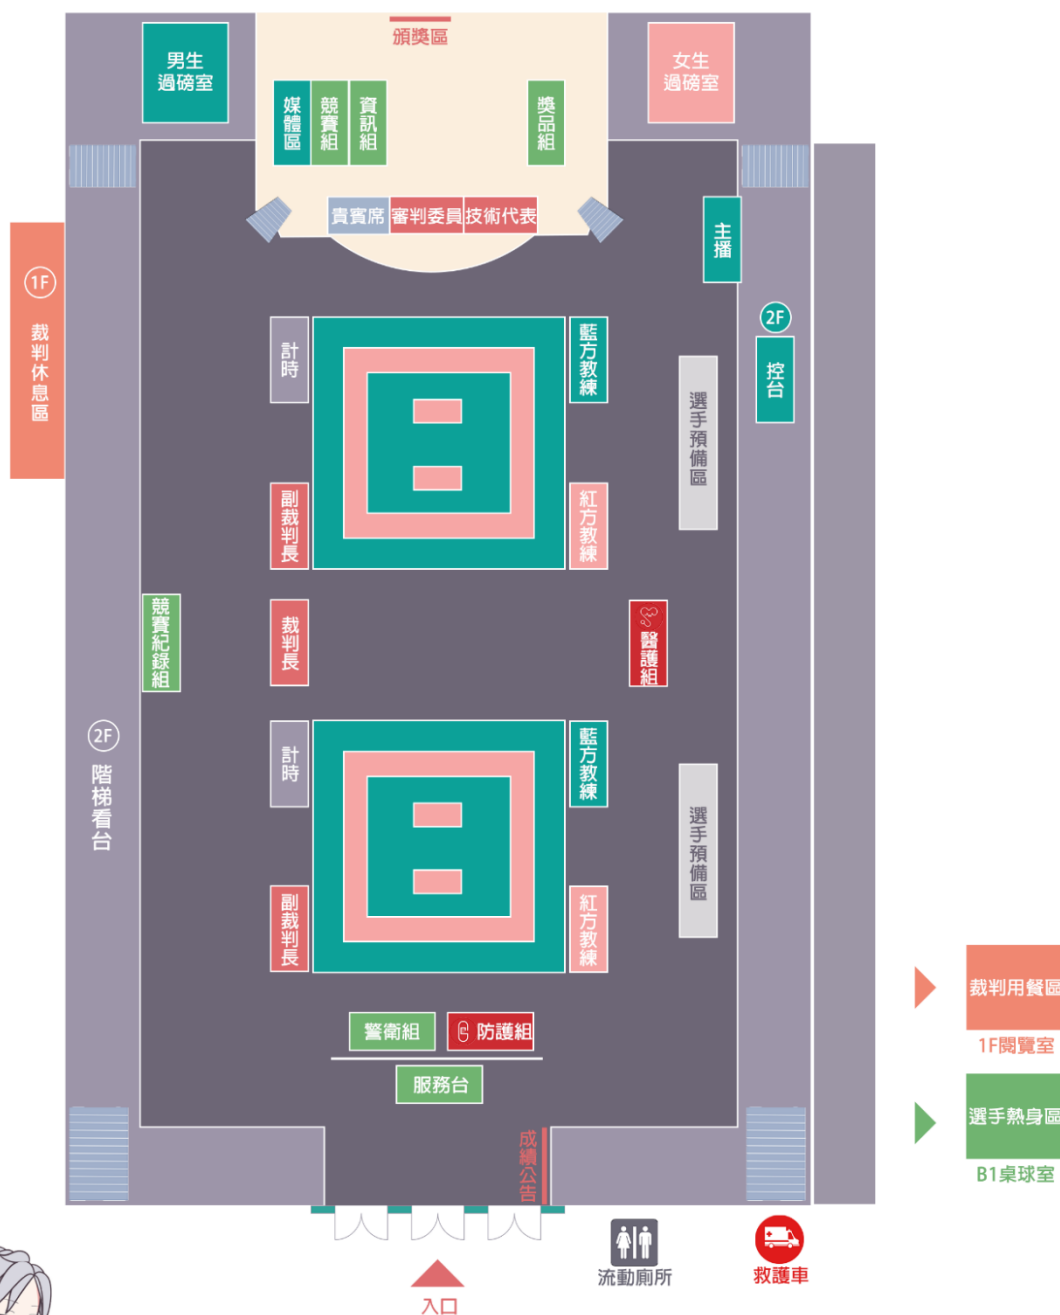 頒獎區
男生
過磅室
女生
過磅室
媒體區
競賽組
資訊組
獎品組
貴賓席
審判委員
技術代表
主播
1F
裁判休息區
2F
控台
計時
藍方教練
選手預備區
副裁判長
紅方教練
競賽紀錄組
裁判長
醫護組
2F
階梯看台
計時
藍方教練
選手預備區
副裁判長
紅方教練
裁判用餐區
1F閱覽室
警衛組
防護組
服務台
選手熱身區
B1桌球室
成績公告
流動廁所
救護車
入口